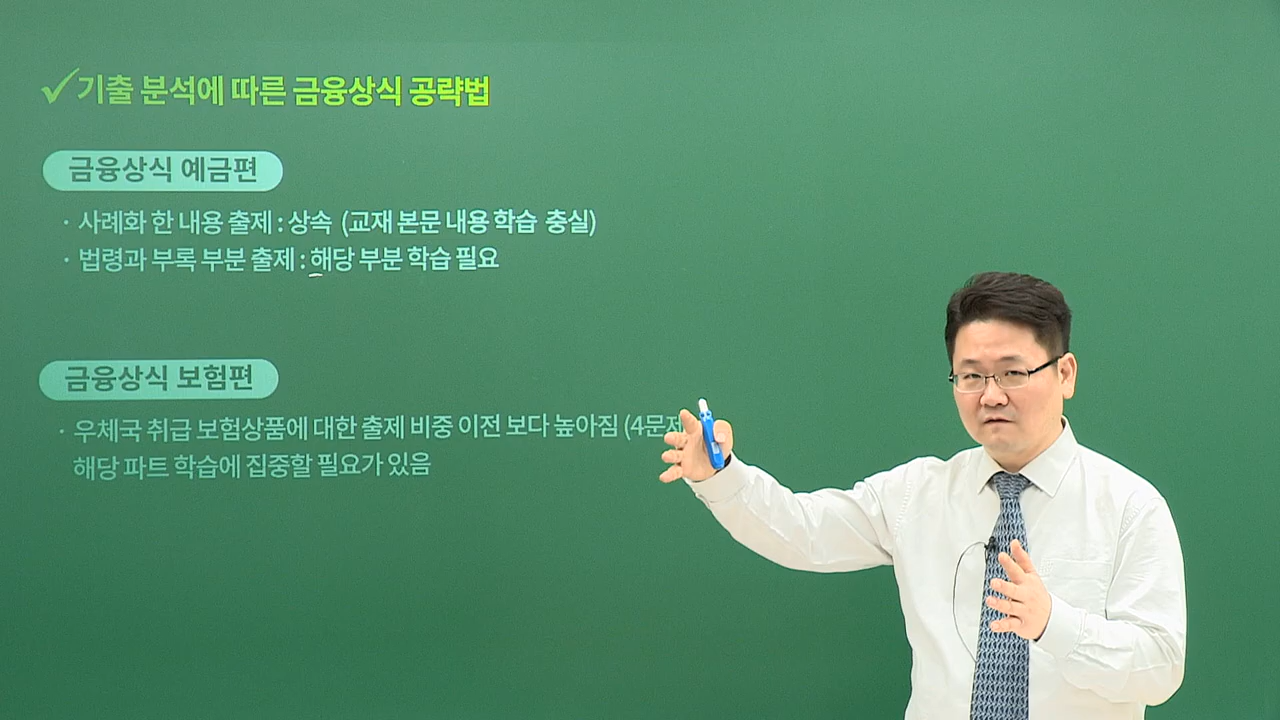 기출 분석에 따른 금융상식 공략법
금융상식 예금편
· 사례화 한 내용 출제 : 상속 (교재 본문 내용 학습 충실)
· 법령과 부록 부분 출제 : 해당 부분 학습 필요
금융상식 보험편
· 우체국 취급 보험상품에 대한 출제 비중 이전 보다 높아짐 (4문제
해당 파트 학습에 집중할 필요가 있음